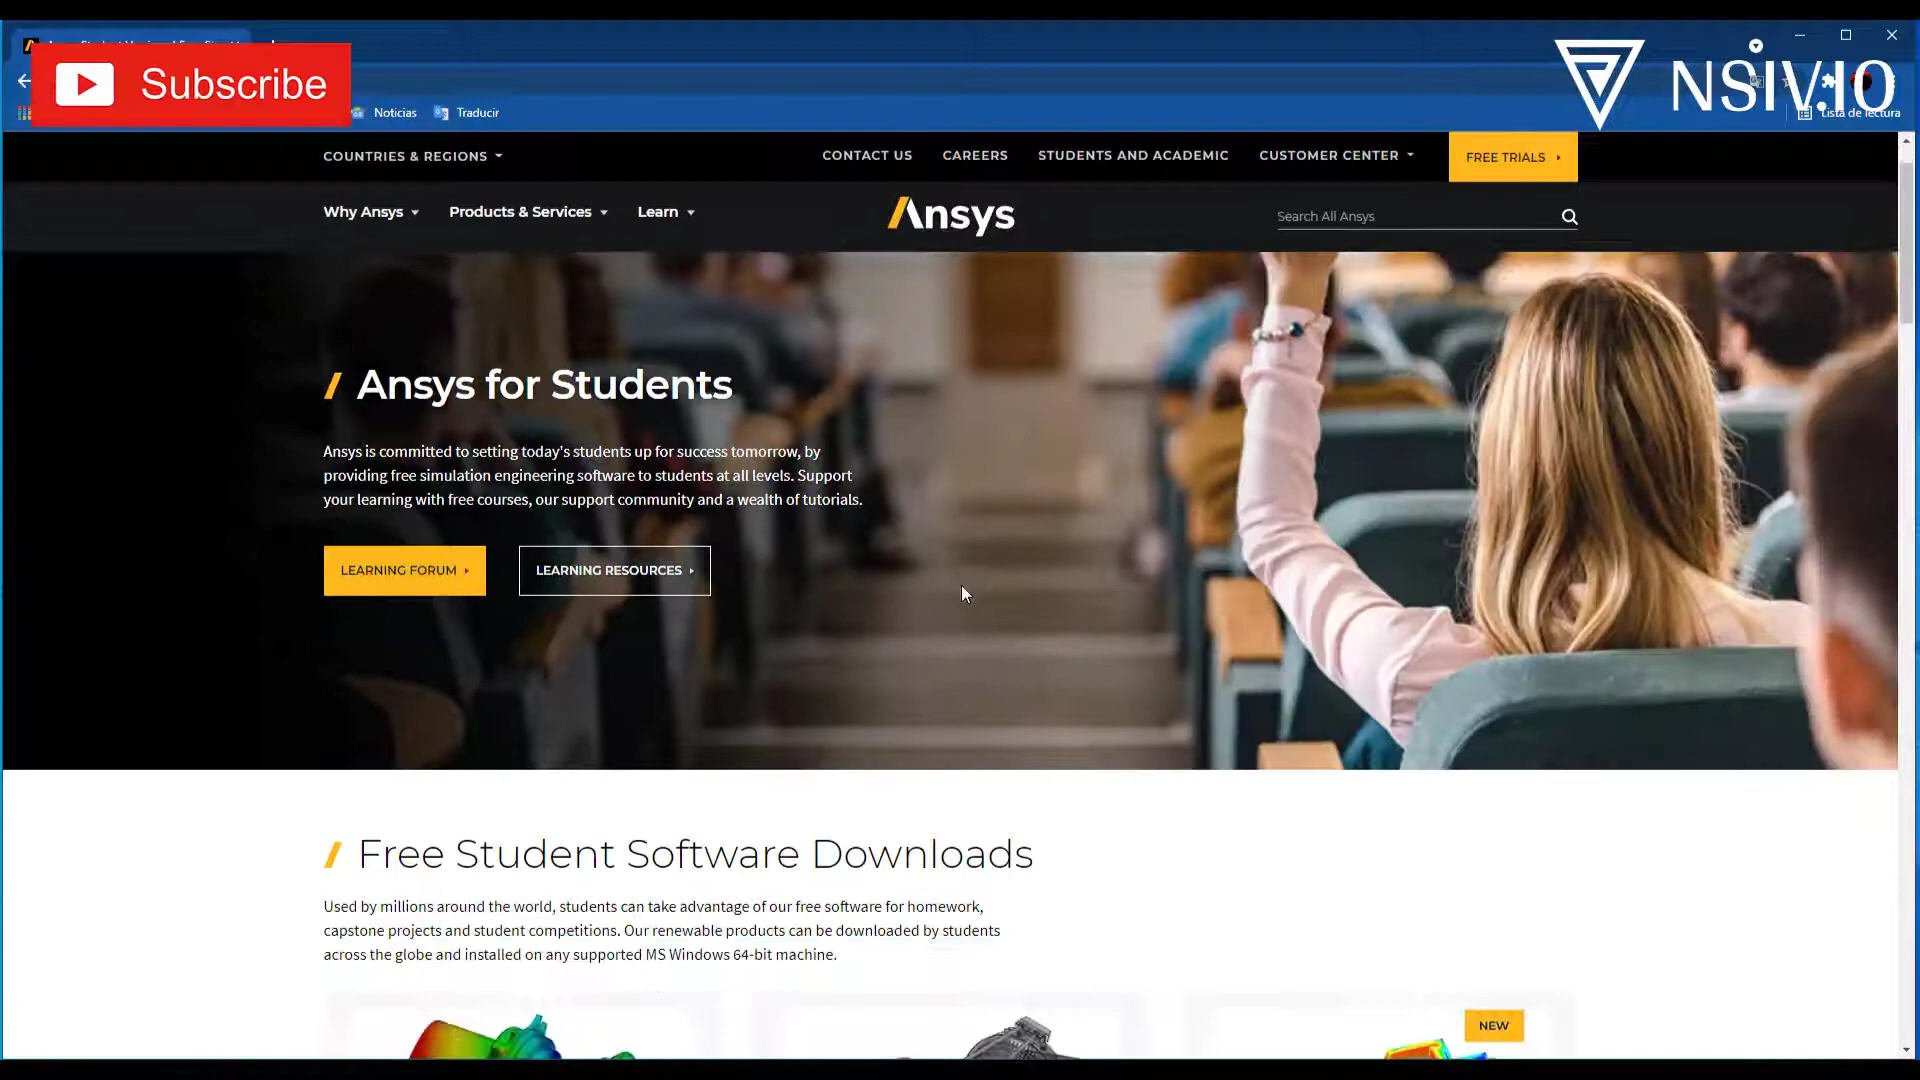 Subscribe
NSIV.IO
Noticias
Traducir
Lista de lectura
COUNTRIES & REGIONS
CONTACT US
CAREERS
STUDENTS AND ACADEMIC
CUSTOMER CENTER
FREE TRIALS
Why Ansys
Products & Services
Learn
Ansys
Search All Ansys
Ansys for Students
Ansys is committed to setting today's students up for success tomorrow, by
providing free simulation engineering software to students at all levels. Support
your learning with free courses, our support community and a wealth of tutorials.
LEARNING FORUM
LEARNING RESOURCES
Free Student Software Downloads
Used by millions around the world, students can take advantage of our free software for homework,
capstone projects and student competitions. Our renewable products can be downloaded by students
across the globe and installed on any supported MS Windows 64-bit machine.
NEW